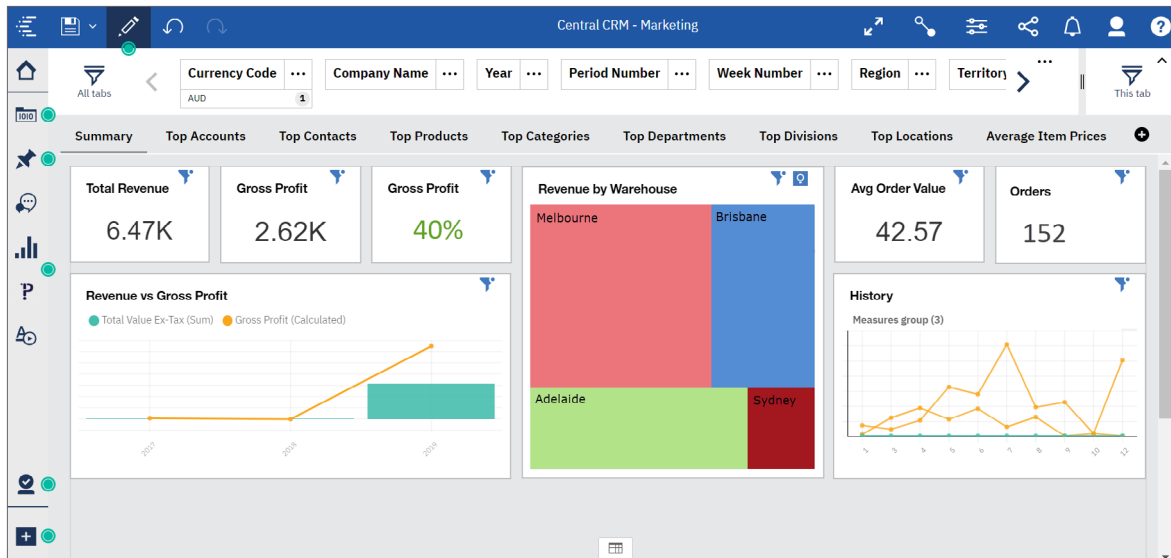 Central CRM - Marketing
?
All tabs
Currency Code ...
AUD 1
Company Name ...
Year ...
Period Number ...
Week Number ...
Region ...
Territory
...
This tab
Summary
Top Accounts
Top Contacts
Top Products
Top Categories
Top Departments
Top Divisions
Top Locations
Average Item Prices
Total Revenue
6.47K
Gross Profit
2.62K
Gross Profit
40%
Revenue by Warehouse
Melbourne
Brisbane
Adelaide
Sydney
Avg Order Value
42.57
Orders
152
Revenue vs Gross Profit
Total Value Ex-Tax (Sum) Gross Profit (Calculated)
2017 2018 2019
History
Measures group (3)
1 3 4 5 6 7 8 9 10 12